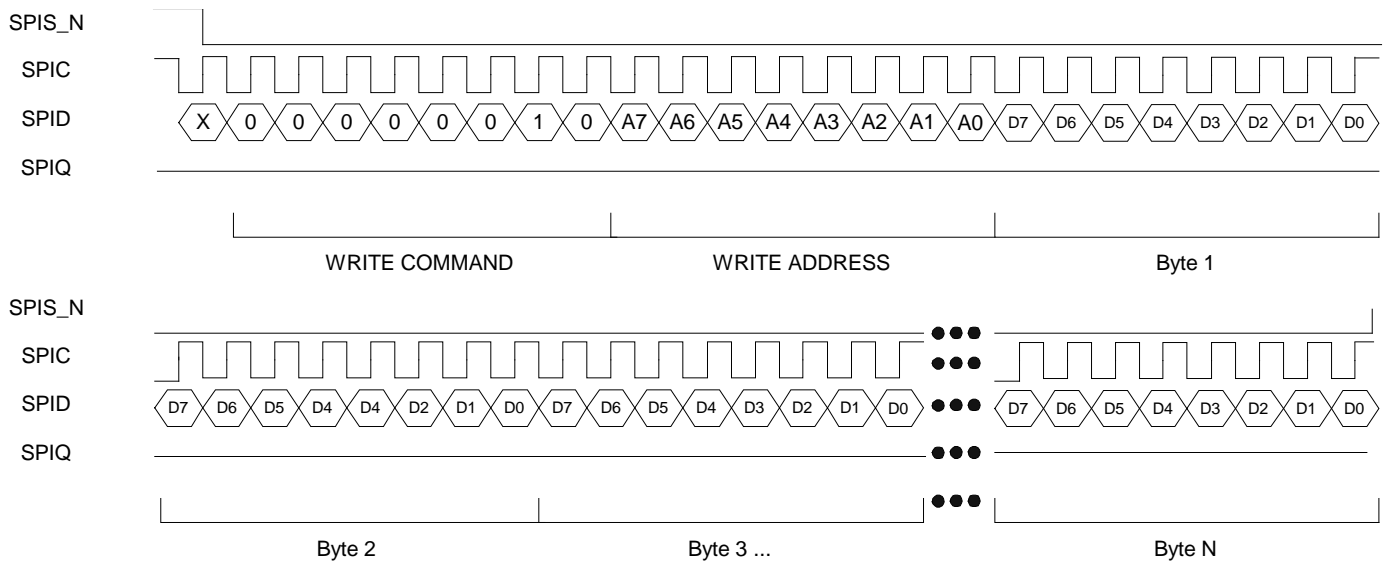 SPIS_N
SPIC
SPID X 0 0 0 0 0 0 1 0 A7 A6 A5 A4 A3 A2 A1 A0 D7 D6 D5 D4 D3 D2 D1 D0
SPIQ
WRITE COMMAND WRITE ADDRESS Byte 1
SPIS_N
SPIC
SPID D7 D6 D5 D4 D4 D2 D1 D0 D7 D6 D5 D4 D3 D2 D1 D0 D7 D6 D5 D4 D3 D2 D1 D0
SPIQ
Byte 2 Byte 3 ... Byte N